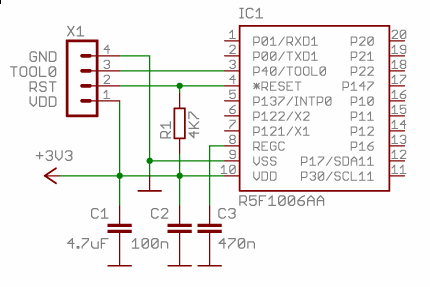 IC1
X1
1 P01/RXD1 P20 20
2 P00/TXD1 P21 19
GND 4
TOOL0 3
3 P40/TOOL0 P22 18
RST 2
4 *RESET P147 17
VDD 1
5 P137/INTP0 P10 16
6 P122/X2 P11 15
R1 4K7
7 P121/X1 P12 14
8 REGC P16 13
+3V3
9 VSS P17/SDA11 12
10 VDD P30/SCL11 11
R5F1006AA
C1 C2 C3
4.7uF 100n 470n